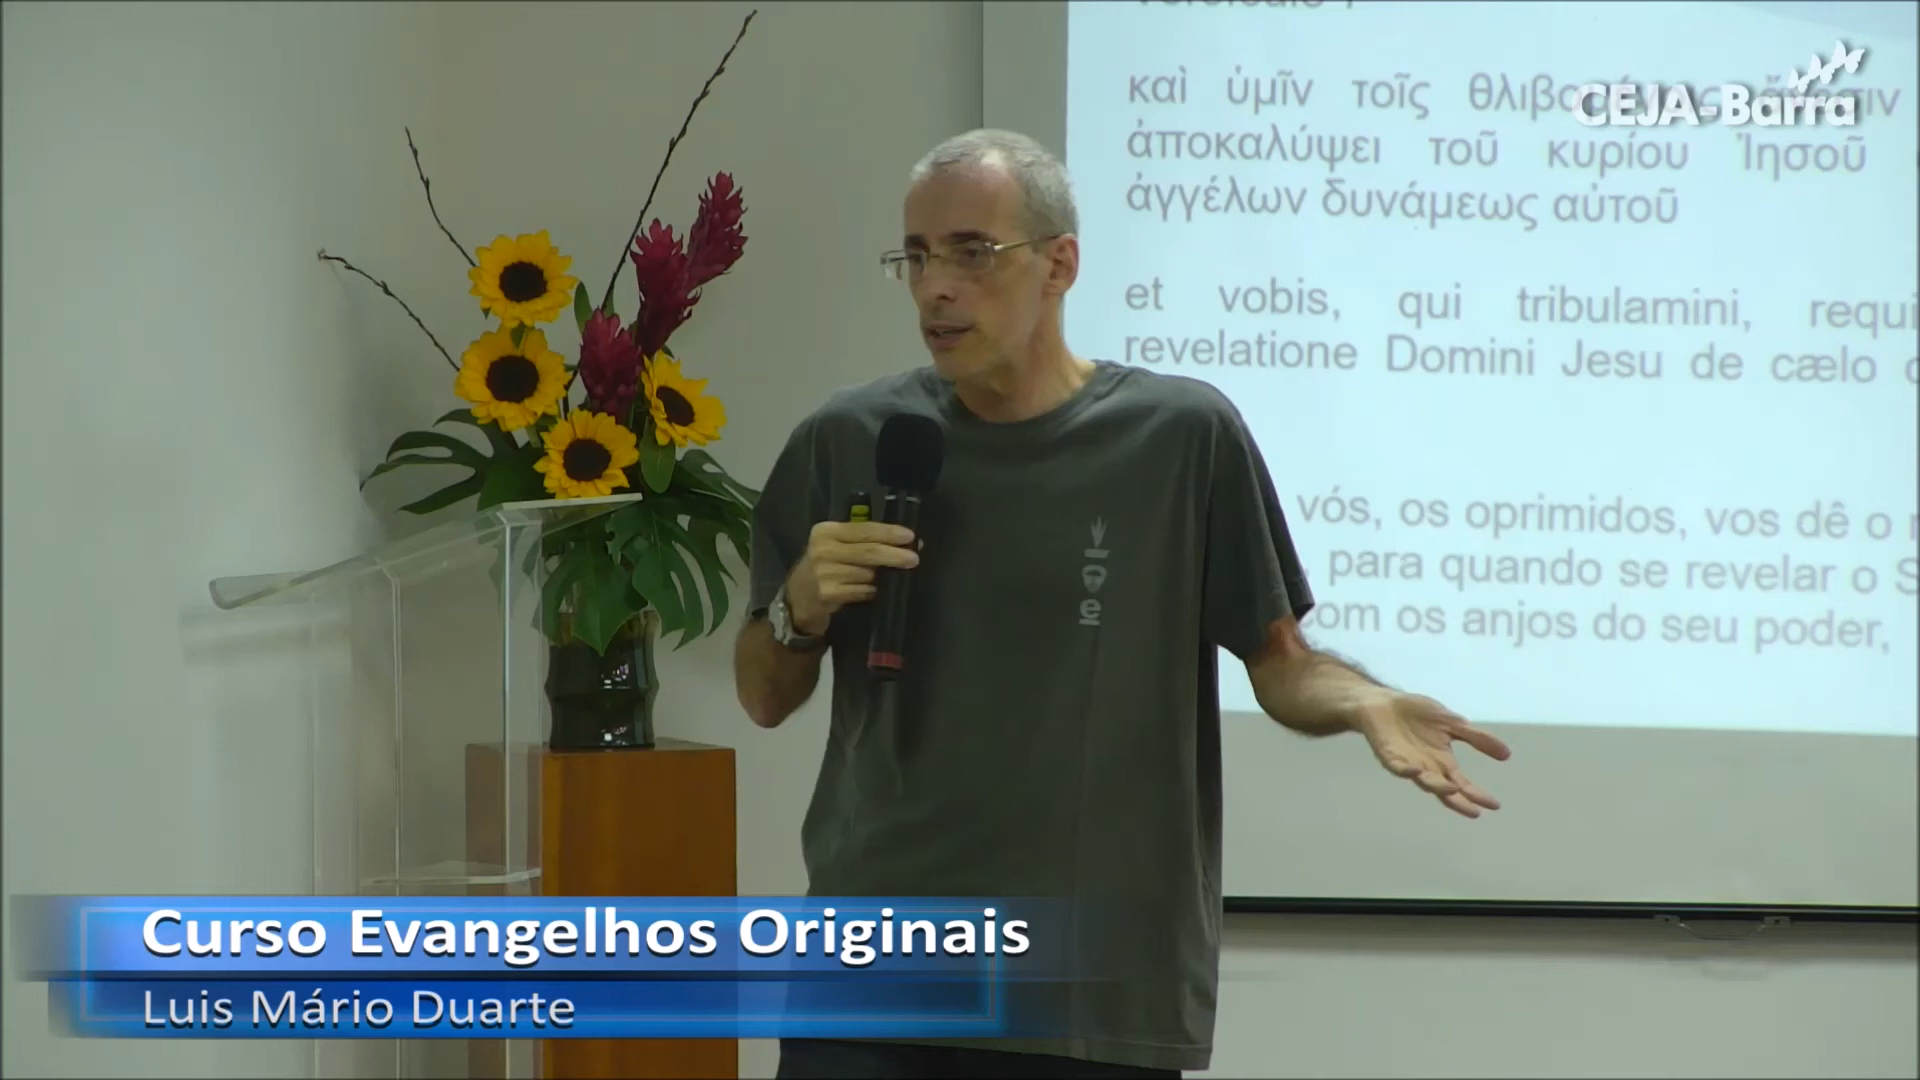 καὶ ὑμῖν τοῖς
ἀποκαλύψει τοῦ κυρίου Ἰησοῦ
ἀγγέλων δυνάμεως αὐτοῦ
et vobis, qui tribulamini,
revelatione Domini Jesu de cælo
vós, os oprimidos, vos dê o
, para quando se revelar o
com os anjos do seu poder,
CEJA-Barra
e
Curso Evangelhos Originais
Luis Mário Duarte